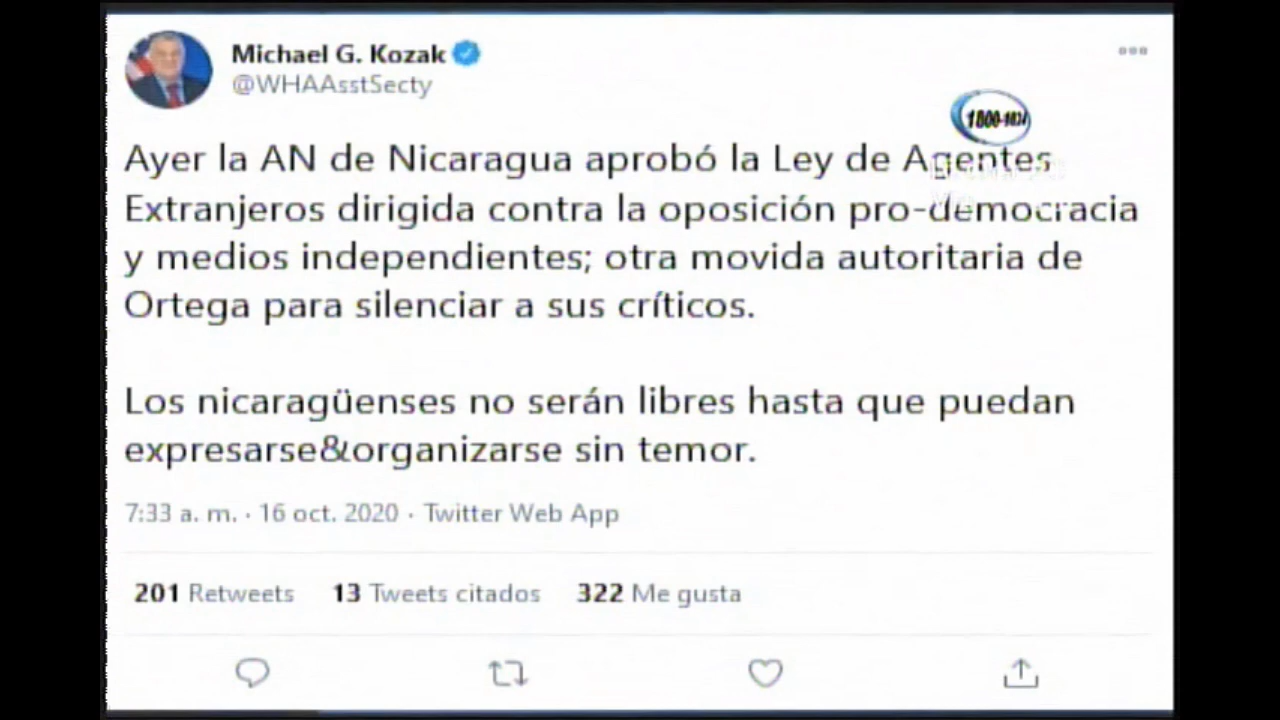 Michael G. Kozak
@WHAAsstSecty
1800-1824
Ayer la AN de Nicaragua aprobó la Ley de Agentes
Extranjeros dirigida contra la oposición pro-democracia
y medios independientes; otra movida autoritaria de
Ortega para silenciar a sus críticos.
Los nicaragüenses no serán libres hasta que puedan
expresarse&organizarse sin temor.
7:33 a. m. · 16 oct. 2020 · Twitter Web App
201 Retweets 13 Tweets citados 322 Me gusta